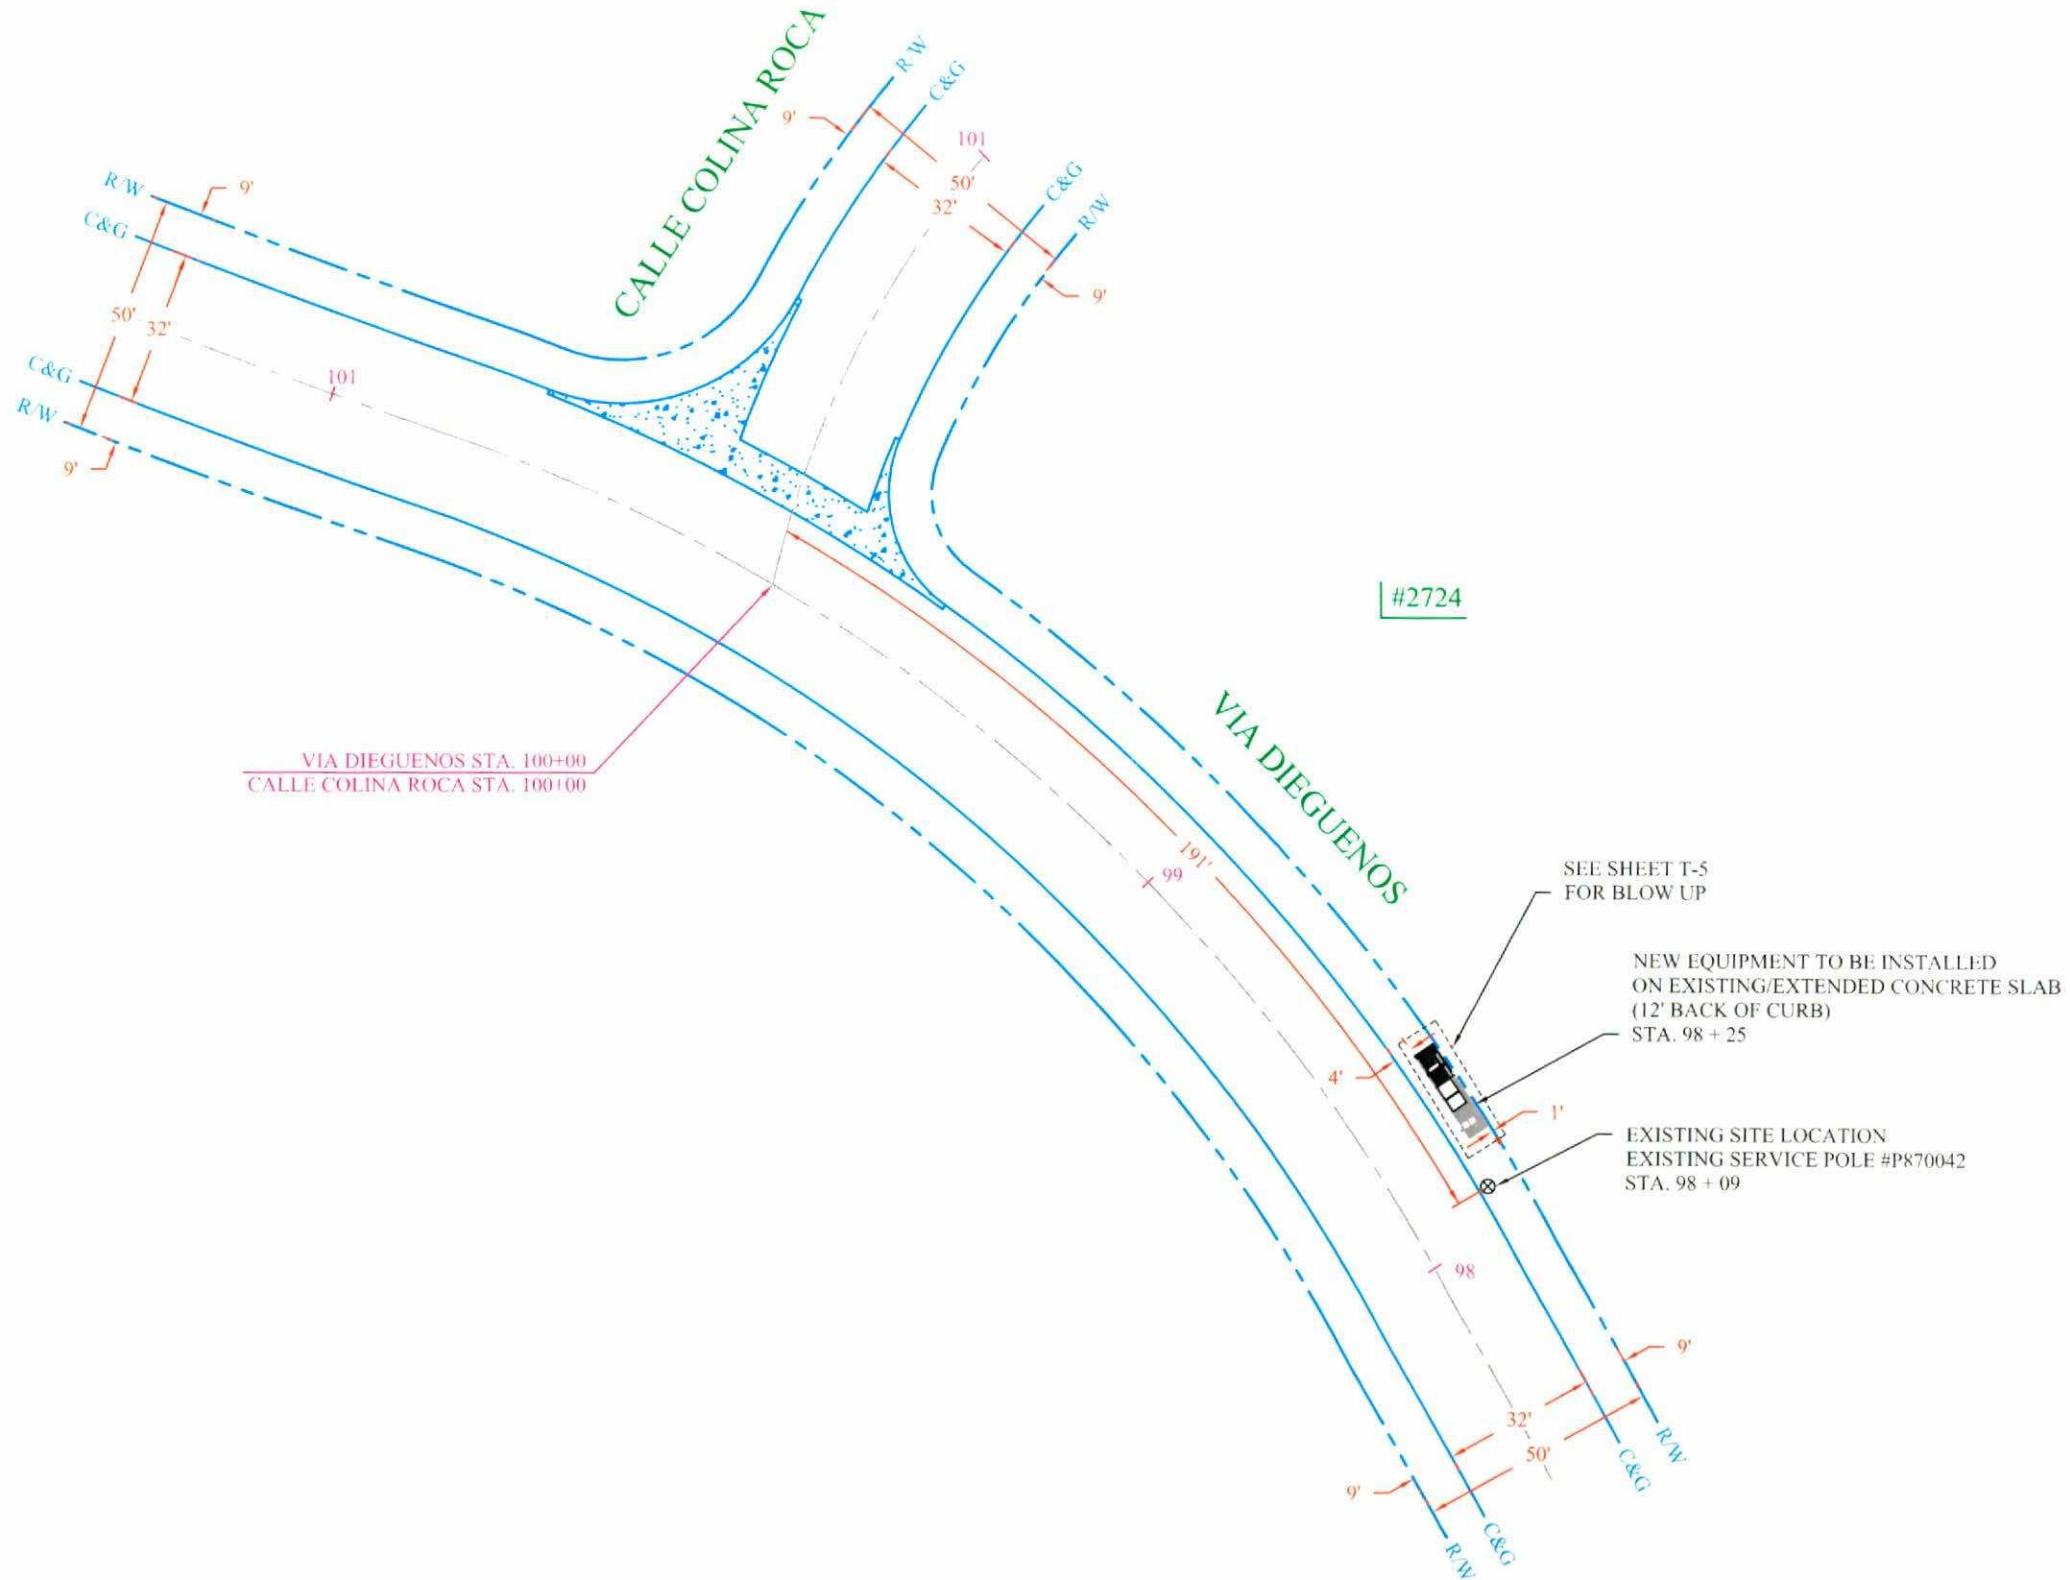 CALLE COLINA ROCA
R/W
C&G
9'
101
50'
32'
C&G
R/W
9'
R/W
9'
C&G
50'
32'
101
C&G
R/W
9'
#2724
VIA DIEGUENOS
VIA DIEGUENOS STA. 100+00
CALLE COLINA ROCA STA. 100+00
191'
99
SEE SHEET T-5
FOR BLOW UP
NEW EQUIPMENT TO BE INSTALLED
ON EXISTING/EXTENDED CONCRETE SLAB
(12' BACK OF CURB)
STA. 98 + 25
4'
1'
EXISTING SITE LOCATION
EXISTING SERVICE POLE #P870042
STA. 98 + 09
98
9'
32'
50'
9'
R/W
C&G
C&G
R/W